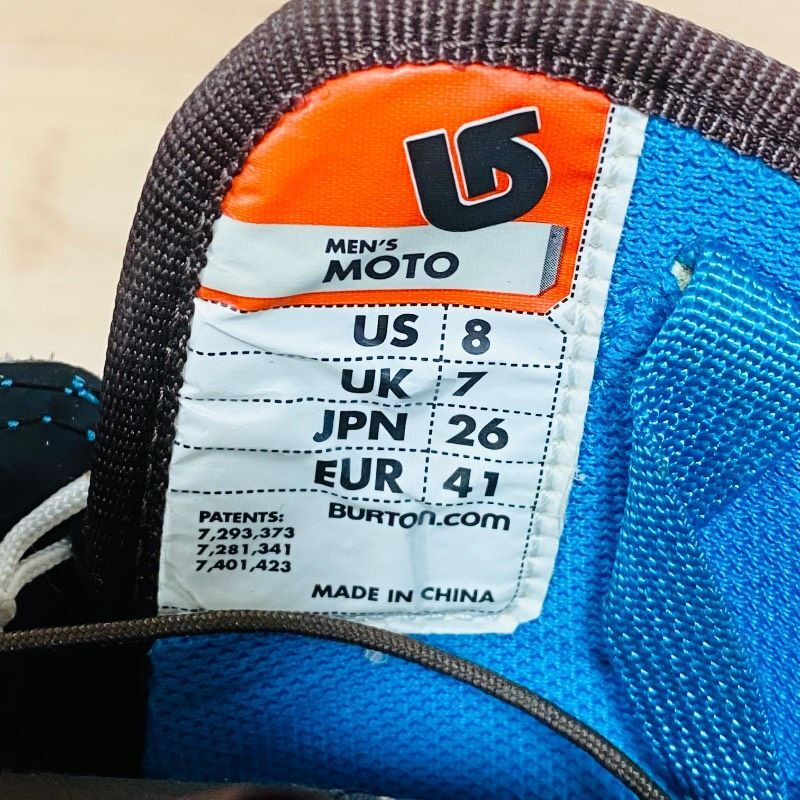 MEN'S
MOTO
US 8
UK 7
JPN 26
EUR 41
BURTON.COM
PATENTS:
7,293,373
7,281,341
7,401,423
MADE IN CHINA